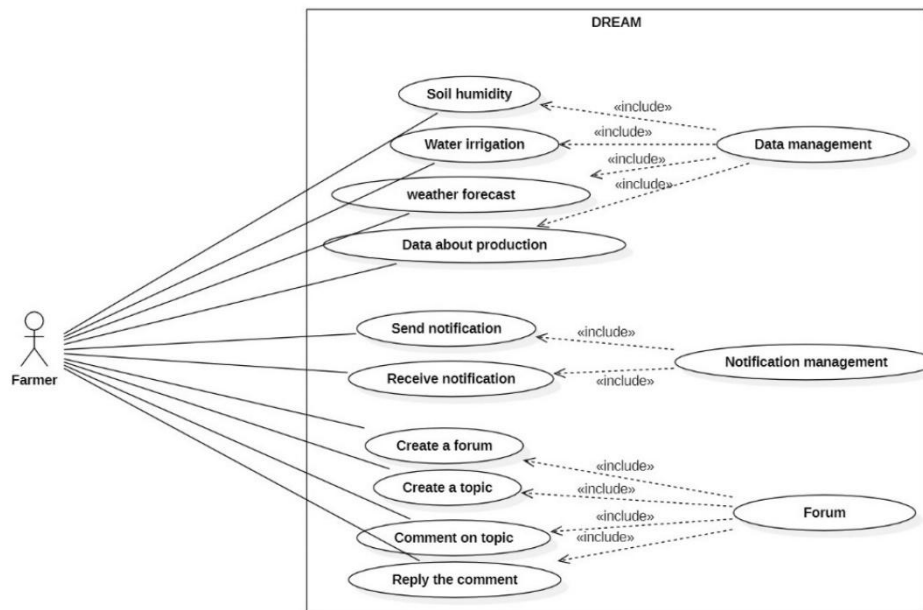 DREAM
Soil humidity
«include»
Water irrigation
«include»
Data management
«include»
weather forecast
«include»
Data about production
Send notification
«include»
Notification management
Farmer
Receive notification
«include»
Create a forum
«include»
Create a topic
«include»
Forum
«include»
Comment on topic
«include»
Reply the comment